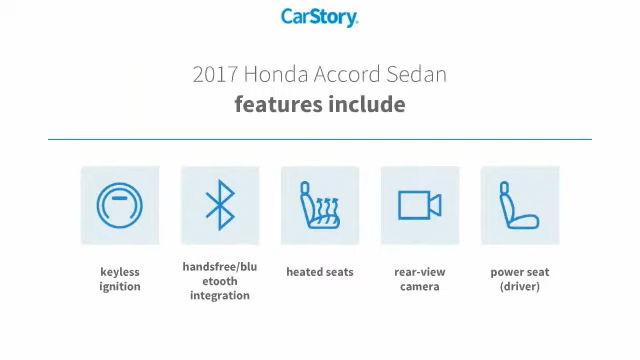 CarStory.
2017 Honda Accord Sedan
features include
keyless
ignition
handsfree/blu
etooth
integration
heated seats
rear-view
camera
power seat
(driver)